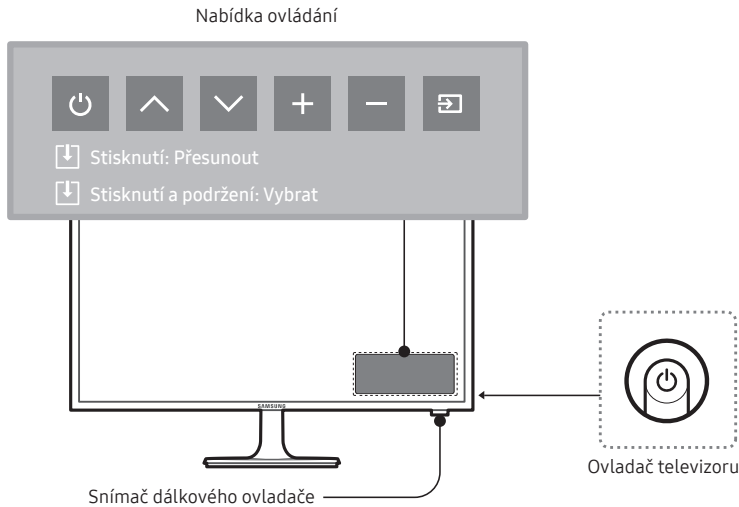 Nabídka ovládání
Stisknutí: Přesunout
Stisknutí a podržení: Vybrat
SAMSUNG
Ovladač televizoru
Snímač dálkového ovladače